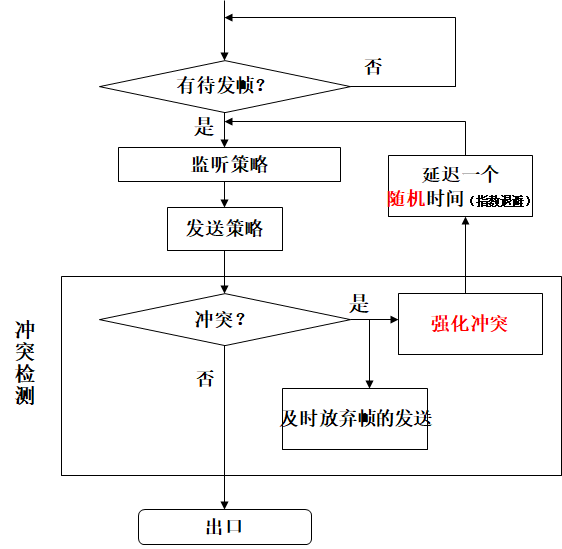 有待发帧？
否
是
监听策略
延迟一个
随机时间（指数退避）
发送策略
冲突？
是
强化冲突
冲突检测
否
及时放弃帧的发送
出口